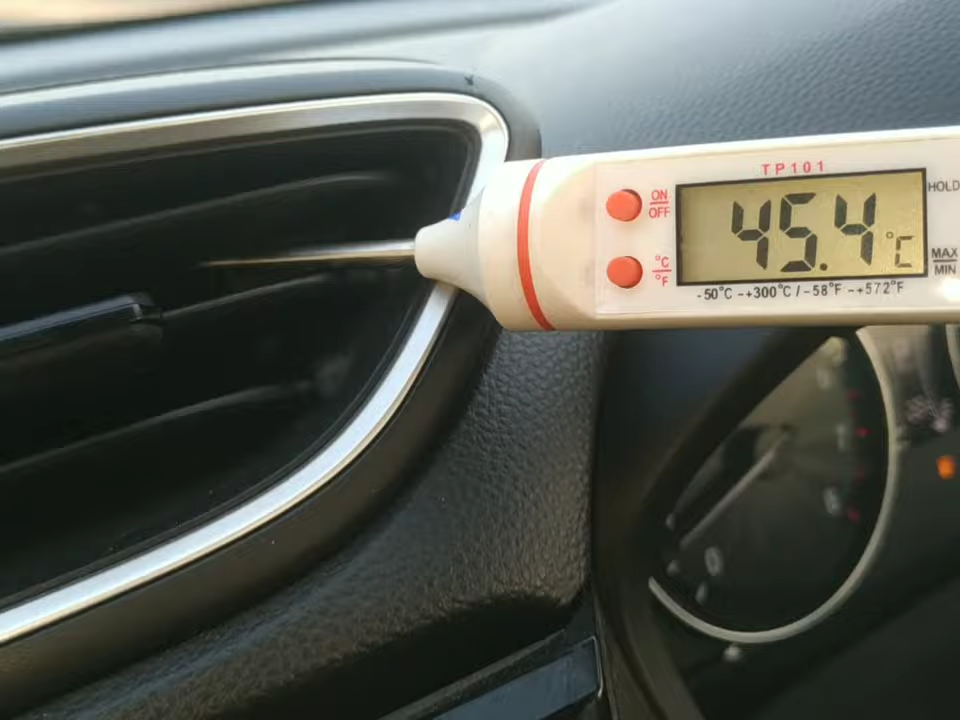 TP101
ON
OFF
°C
°F
45.4 °C
HOLD
MAX
MIN
-50°C -+300°C / -58°F -+572°F